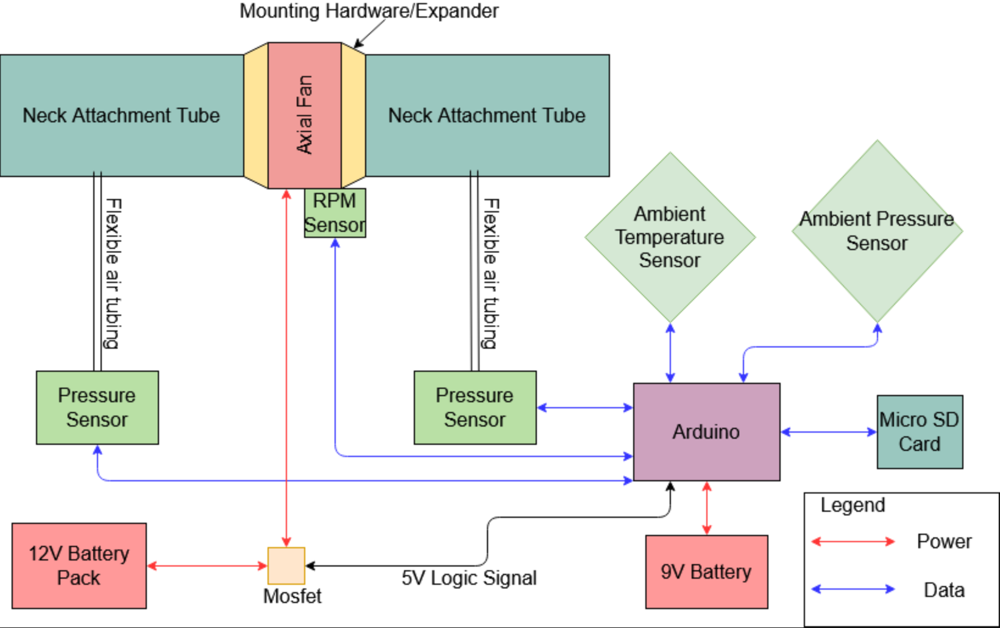 Mounting Hardware/Expander
Neck Attachment Tube
Axial Fan
Neck Attachment Tube
RPM
Sensor
Flexible air tubing
Flexible air tubing
Ambient
Temperature
Sensor
Ambient Pressure
Sensor
Pressure
Sensor
Pressure
Sensor
Arduino
Micro SD
Card
12V Battery
Pack
Mosfet
5V Logic Signal
9V Battery
Legend
Power
Data